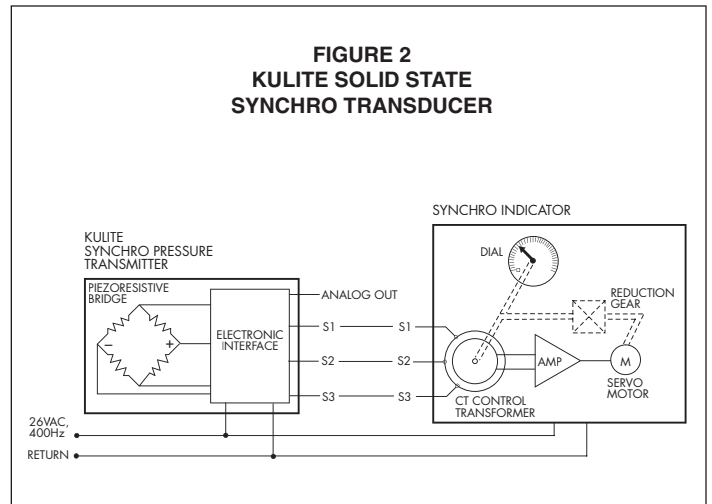 FIGURE 2
KULITE SOLID STATE
SYNCHRO TRANSDUCER
SYNCHRO INDICATOR
KULITE
SYNCHRO PRESSURE
TRANSMITTER
DIAL
PIEZORESISTIVE
BRIDGE
REDUCTION
GEAR
ANALOG OUT
ELECTRONIC
INTERFACE
S1 S1
S2 S2
S3 S3
– +
AMP
M
SERVO
MOTOR
CT CONTROL
TRANSFORMER
26VAC,
400Hz
RETURN